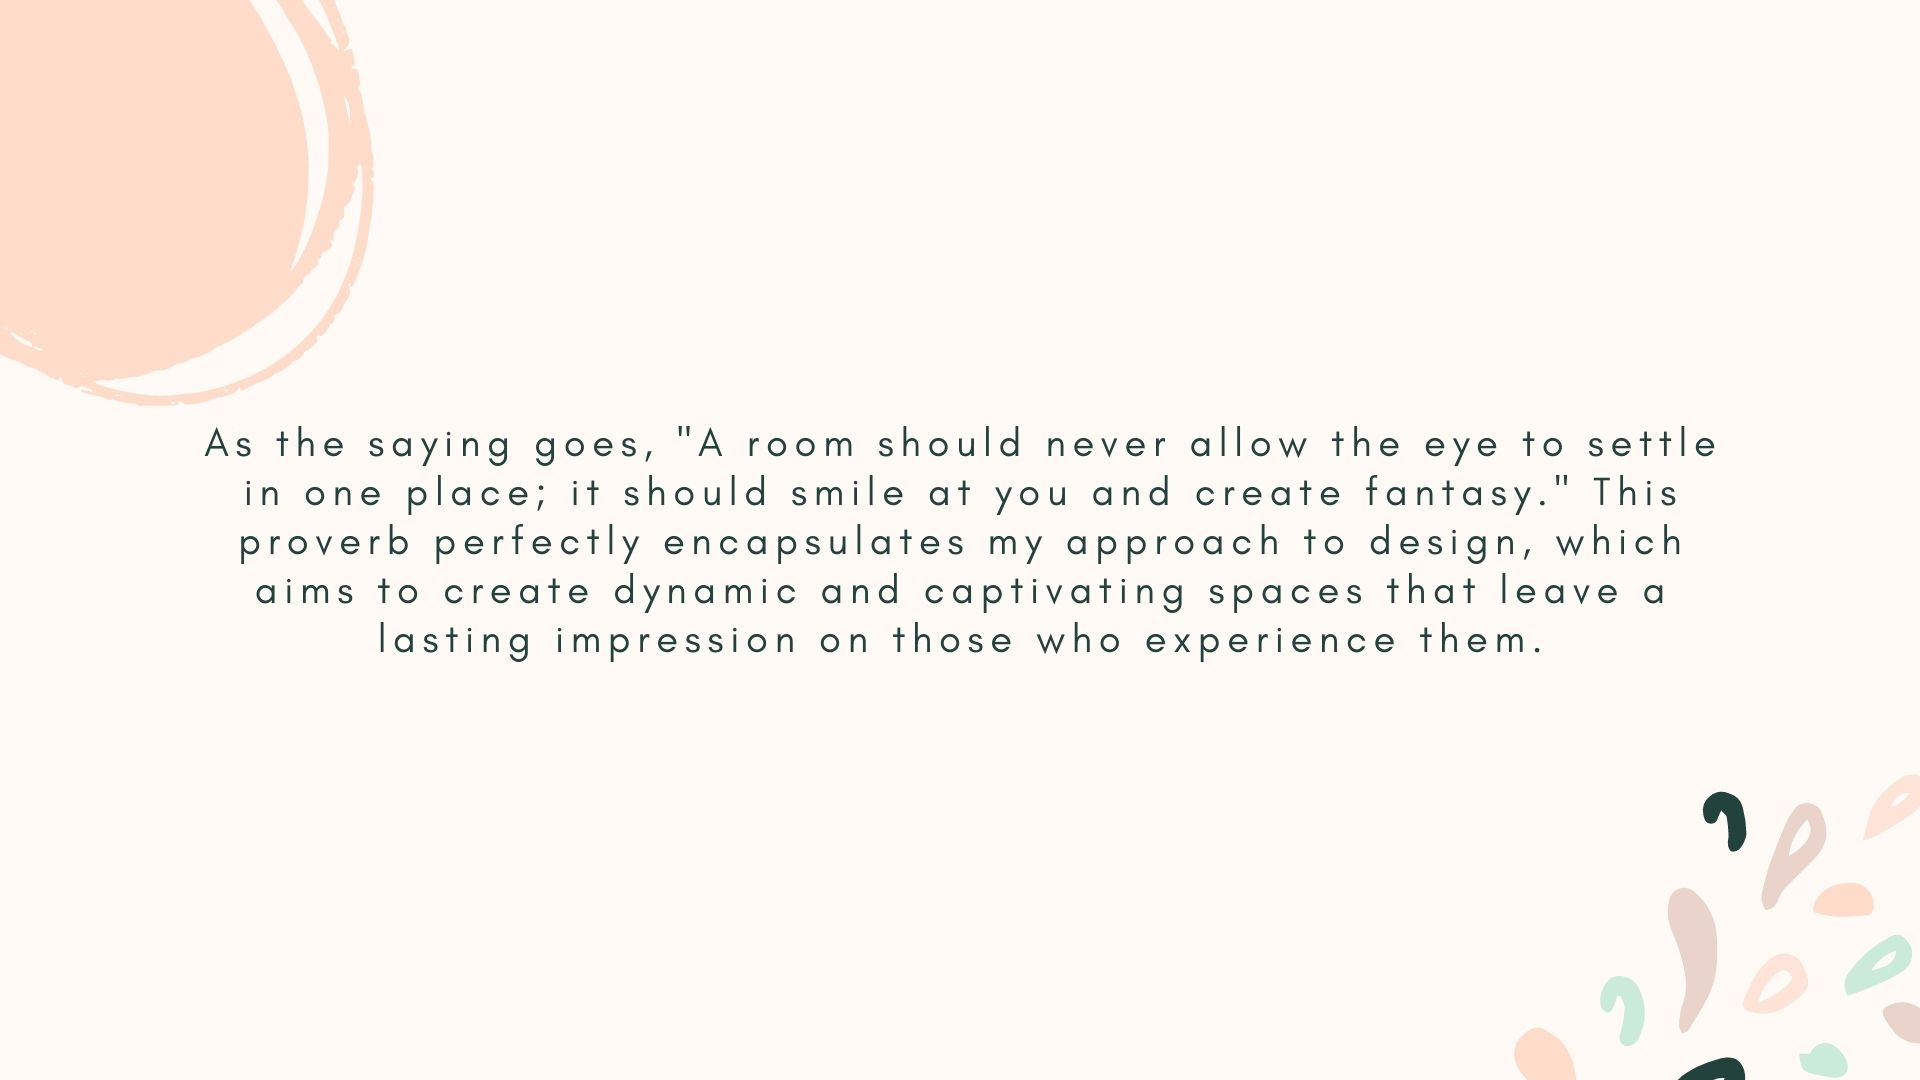 As the saying goes, "A room should never allow the eye to settle
in one place; it should smile at you and create fantasy." This
proverb perfectly encapsulates my approach to design, which
aims to create dynamic and captivating spaces that leave a
lasting impression on those who experience them.